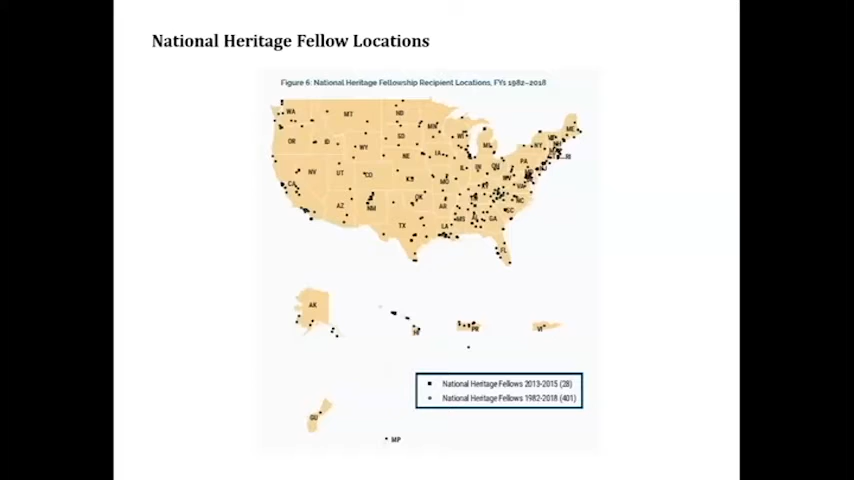 National Heritage Fellow Locations
Figure 6: National Heritage Fellowship Recipient Locations, FYs 1982–2018
WA
MT
ND
MN
ME
OR
ID
SD
WI
MI
NY
RI
WY
IA
NE
PA
NV
UT
CO
IL
IN
CA
KS
MO
KY
VA
AZ
NM
OK
AR
NC
SC
MS
GA
TX
LA
FL
AK
HI
PR
VI
National Heritage Fellows 2013-2015 (28)
National Heritage Fellows 1982-2018 (401)
GU
MP